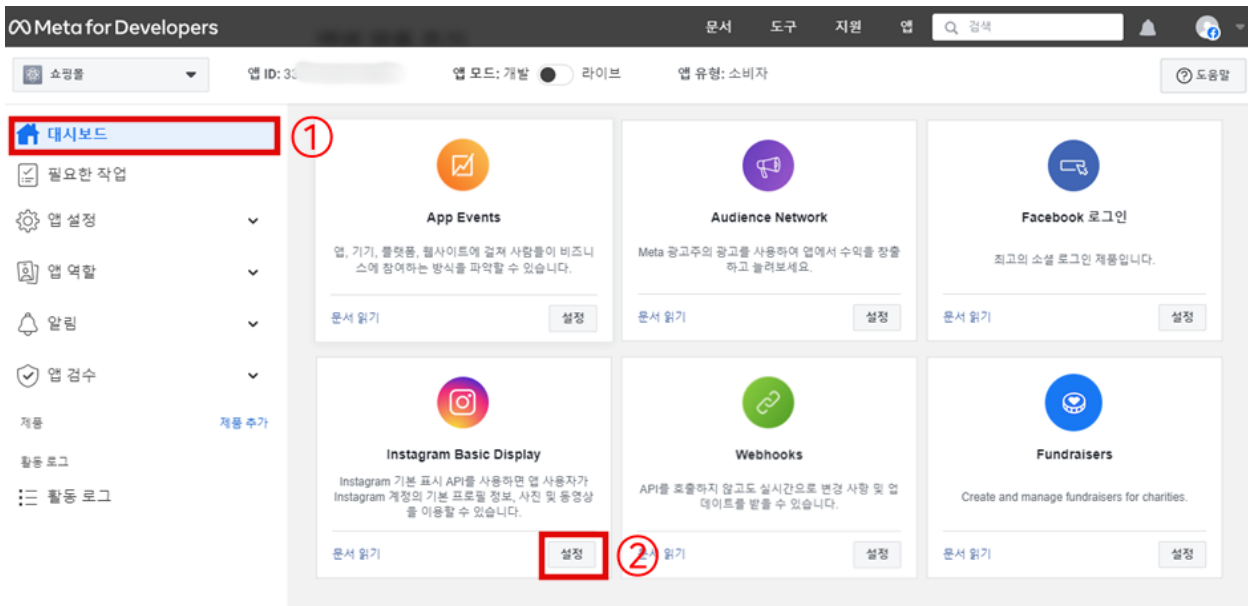 Meta for Developers
문서 도구 지원 앱 검색
쇼핑몰 앱 ID: 33 앱 모드: 개발 라이브 앱 유형: 소비자 도움말
대시보드 ①
필요한 작업
앱 설정
앱 역할
알림
앱 검수
제품 제품 추가
활동 로그
활동 로그
App Events
앱, 기기, 플랫폼, 웹사이트에 걸쳐 사람들이 비즈니
스에 참여하는 방식을 파악할 수 있습니다.
문서 읽기 설정
Audience Network
Meta 광고주의 광고를 사용하여 앱에서 수익을 창출
하고 늘려보세요.
문서 읽기 설정
Facebook 로그인
최고의 소셜 로그인 제품입니다.
문서 읽기 설정
Instagram Basic Display
Instagram 기본 표시 API를 사용하면 앱 사용자가
Instagram 계정의 기본 프로필 정보, 사진 및 동영상
을 이용할 수 있습니다.
문서 읽기 설정 ②
Webhooks
API를 호출하지 않고도 실시간으로 변경 사항 및 업
데이트를 받을 수 있습니다.
문서 읽기 설정
Fundraisers
Create and manage fundraisers for charities.
문서 읽기 설정